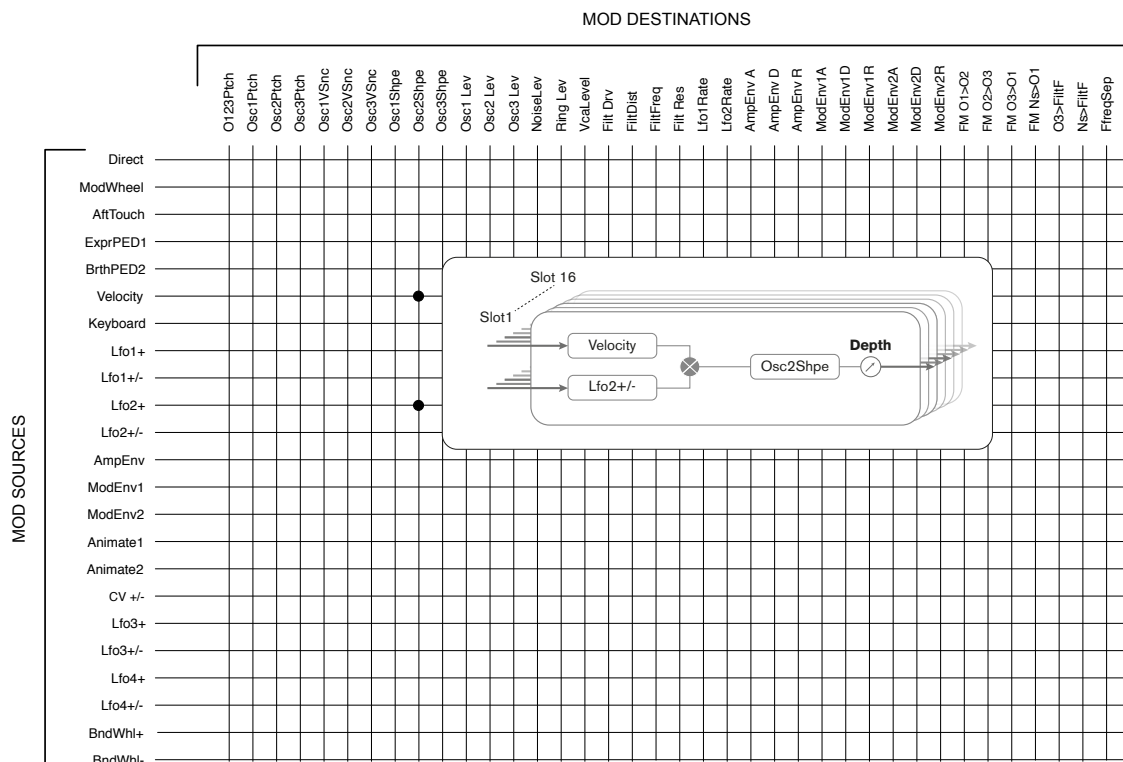 MOD DESTINATIONS
O123Ptch
Osc1Ptch
Osc2Ptch
Osc3Ptch
Osc1VSnc
Osc2VSnc
Osc3VSnc
Osc1Shpe
Osc2Shpe
Osc3Shpe
Osc1 Lev
Osc2 Lev
Osc3 Lev
NoiseLev
Ring Lev
VcaLevel
Filt Drv
FiltDist
FiltFreq
Filt Res
Lfo1Rate
Lfo2Rate
AmpEnv A
AmpEnv D
AmpEnv R
ModEnv1A
ModEnv1D
ModEnv1R
ModEnv2A
ModEnv2D
ModEnv2R
FM O1>O2
FM O2>O3
FM O3>O1
FM Ns>O1
O3>FiltF
Ns>FiltF
FfreqSep
MOD SOURCES
Direct
ModWheel
AftTouch
ExprPED1
BrthPED2
Velocity
Keyboard
Lfo1+
Lfo1+/-
Lfo2+
Lfo2+/-
AmpEnv
ModEnv1
ModEnv2
Animate1
Animate2
CV +/-
Lfo3+
Lfo3+/-
Lfo4+
Lfo4+/-
BndWhl+
BndWhl-
Slot 16
Slot1
Velocity
Lfo2+/-
Osc2Shpe
Depth